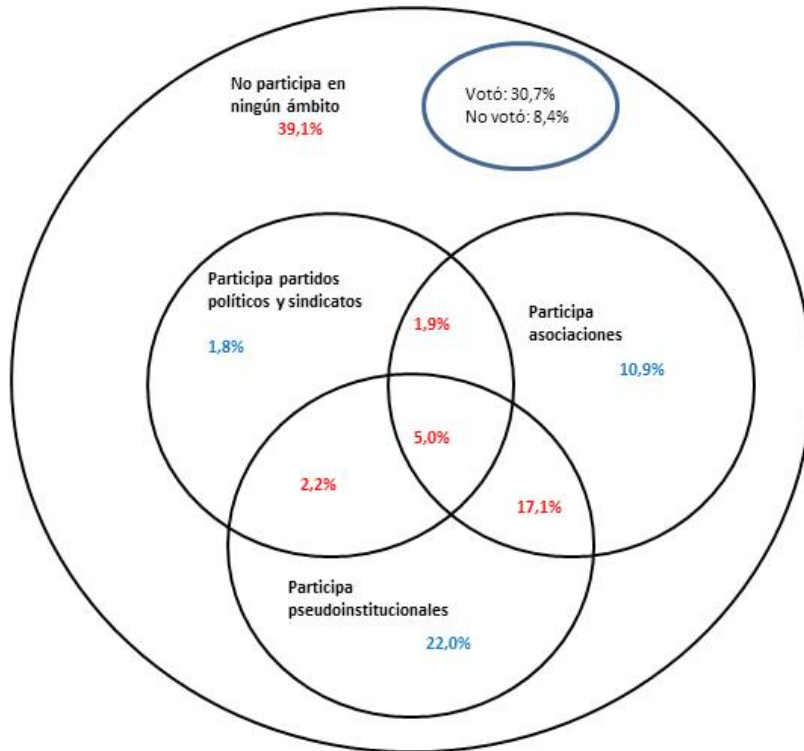 No participa en
ningún ámbito
39,1%
Votó: 30,7%
No votó: 8,4%
Participa partidos
políticos y sindicatos
1,8%
1,9%
Participa
asociaciones
10,9%
5,0%
2,2%
17,1%
Participa
pseudoinstitucionales
22,0%